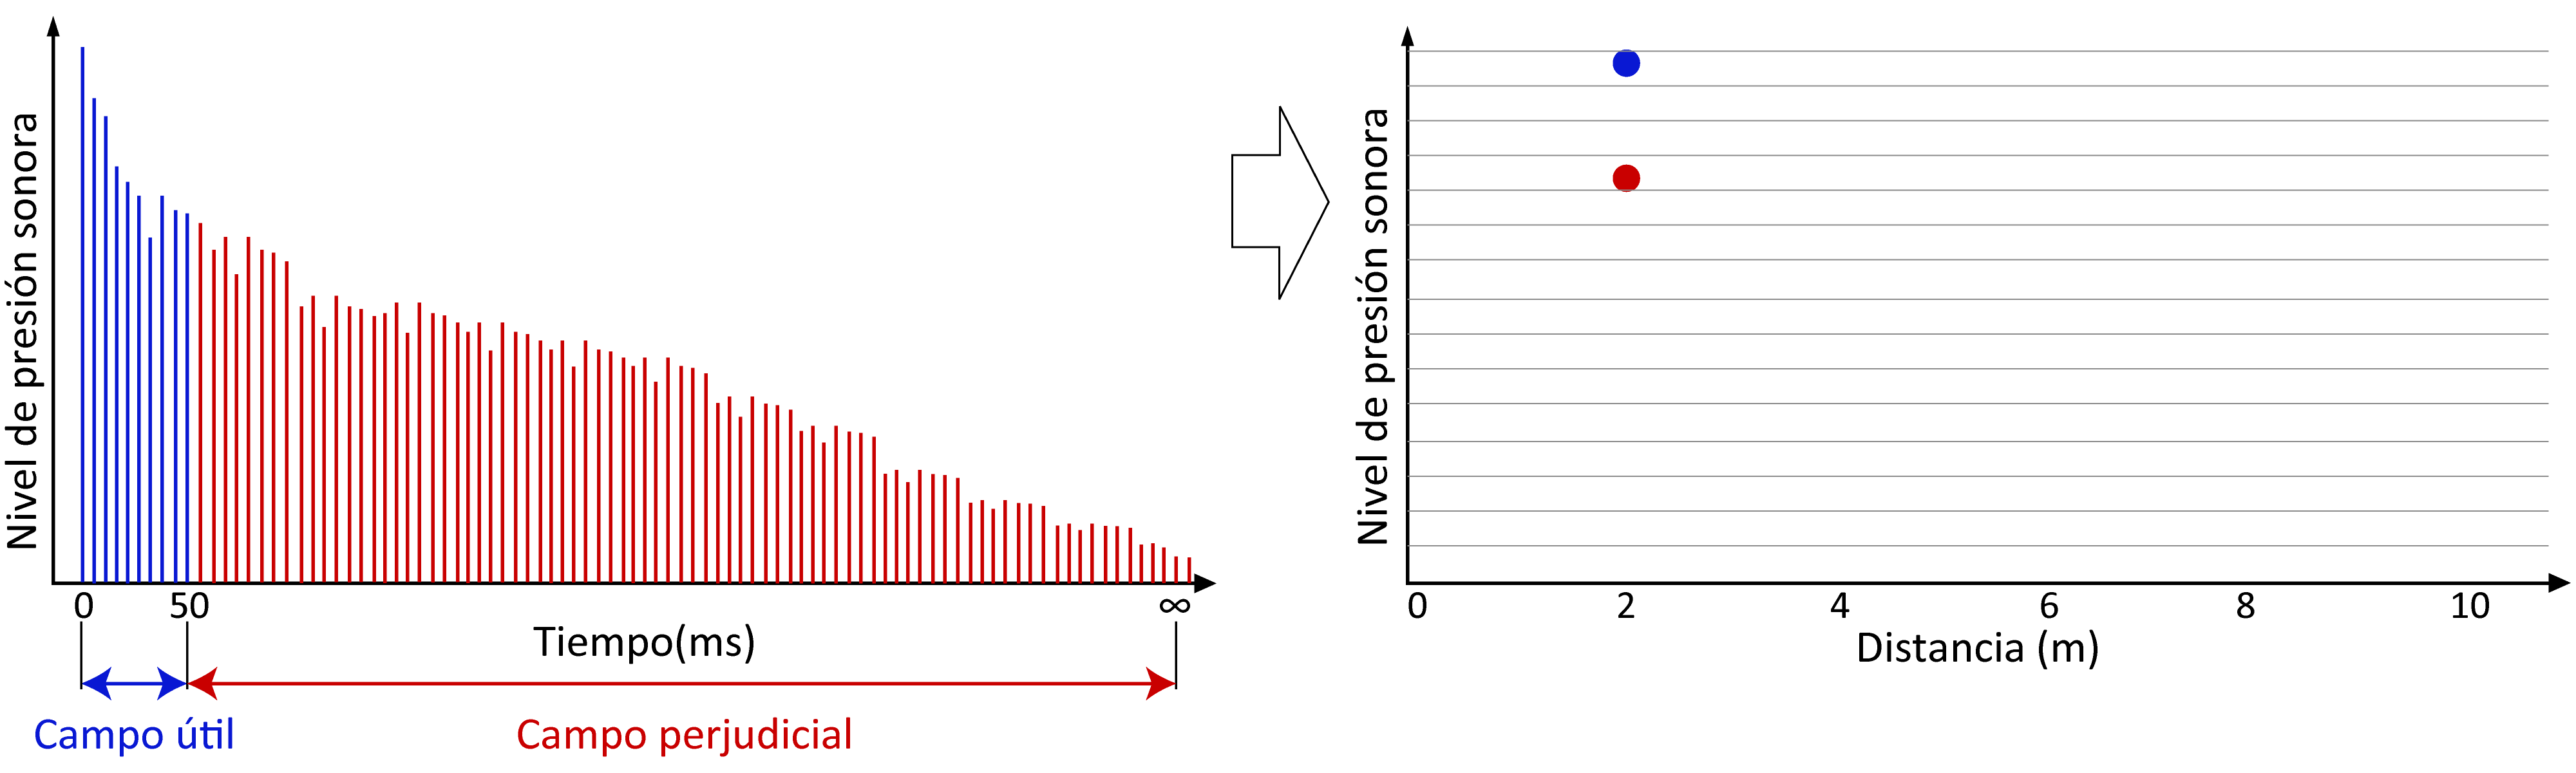 Nivel de presión sonora
0
50
∞
Tiempo(ms)
Campo útil
Campo perjudicial
Nivel de presión sonora
0
2
4
6
8
10
Distancia (m)